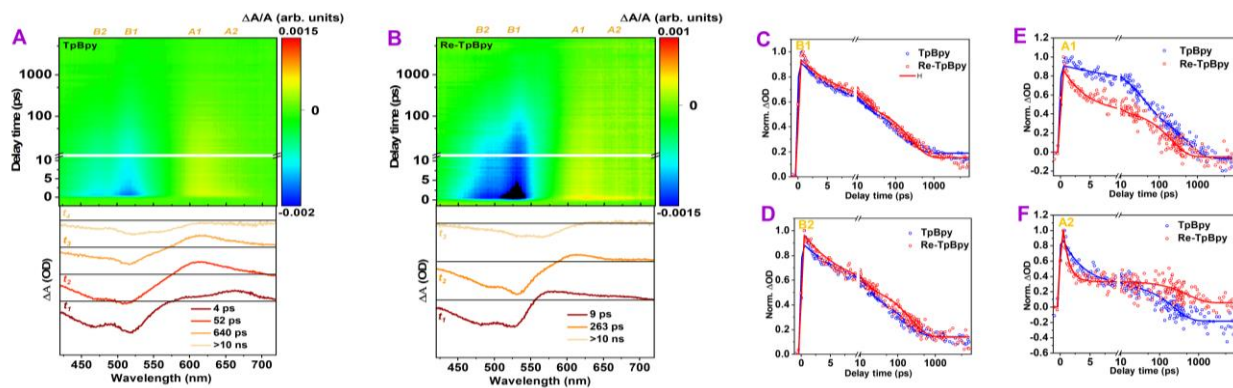 A
B2 B1 A1 A2
ΔA/A (arb. units)
0.0015
0
-0.002
TpBpy
Delay time (ps)
1000
100
10
5
0
ΔA (OD)
t3
t2
t1
4 ps
52 ps
640 ps
>10 ns
450 500 550 600 650 700
Wavelength (nm)
B
B2 B1 A1 A2
ΔA/A (arb. units)
0.001
0
-0.0015
Re-TpBpy
1000
100
10
5
0
t3
t2
t1
9 ps
263 ps
>10 ns
450 500 550 600 650 700
Wavelength (nm)
C
B1
TpBpy
Re-TpBpy
H
Norm. ΔOD
1.0
0.8
0.6
0.4
0.2
0.0
0 5 10 100 1000
Delay time (ps)
D
B2
TpBpy
Re-TpBpy
Norm. ΔOD
1.0
0.8
0.6
0.4
0.2
0.0
0 5 10 100 1000
Delay time (ps)
E
A1
TpBpy
Re-TpBpy
Norm. ΔOD
1.2
1.0
0.8
0.6
0.4
0.2
0.0
-0.2
0 5 10 100 1000
Delay time (ps)
F
A2
TpBpy
Re-TpBpy
Norm. ΔOD
1.2
1.0
0.8
0.6
0.4
0.2
0.0
-0.2
-0.4
-0.6
0 5 10 100 1000
Delay time (ps)